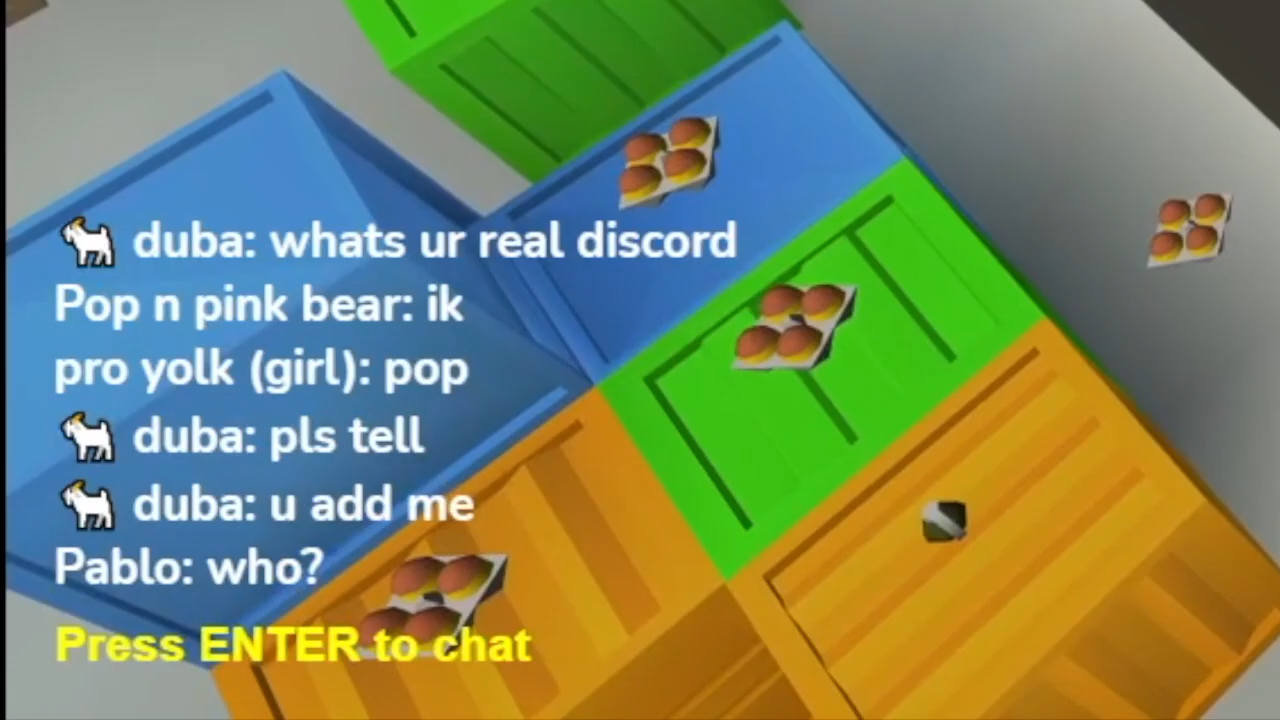 duba: whats ur real discord
Pop n pink bear: ik
pro yolk (girl): pop
duba: pls tell
duba: u add me
Pablo: who?
Press ENTER to chat